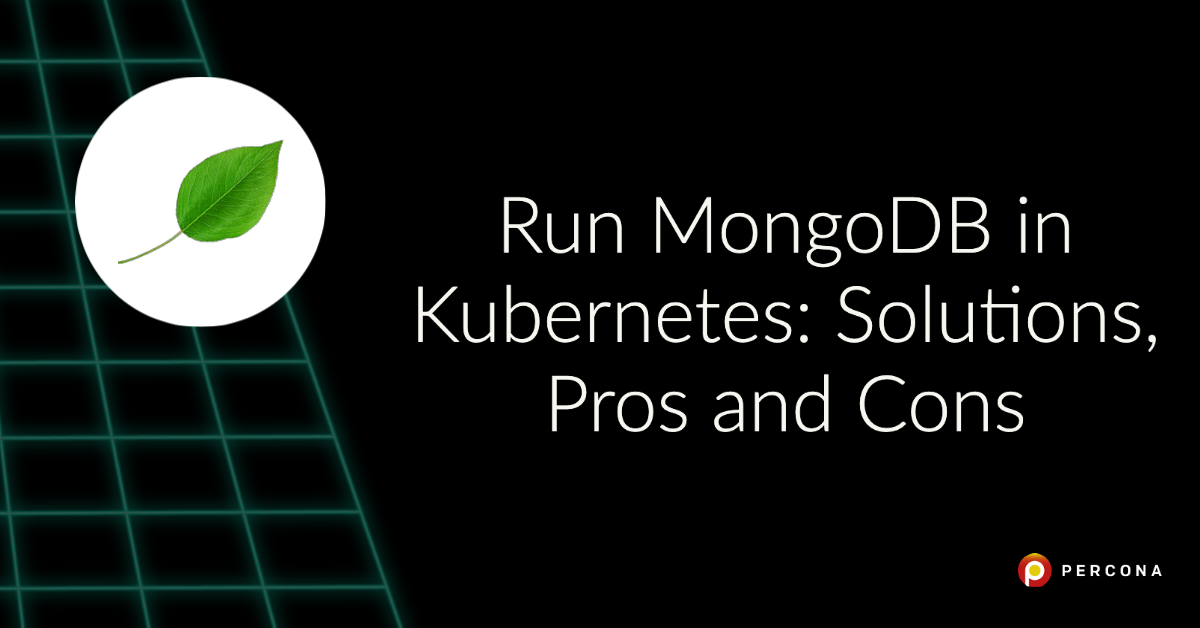 Run MongoDB in
Kubernetes: Solutions,
Pros and Cons
PERCONA